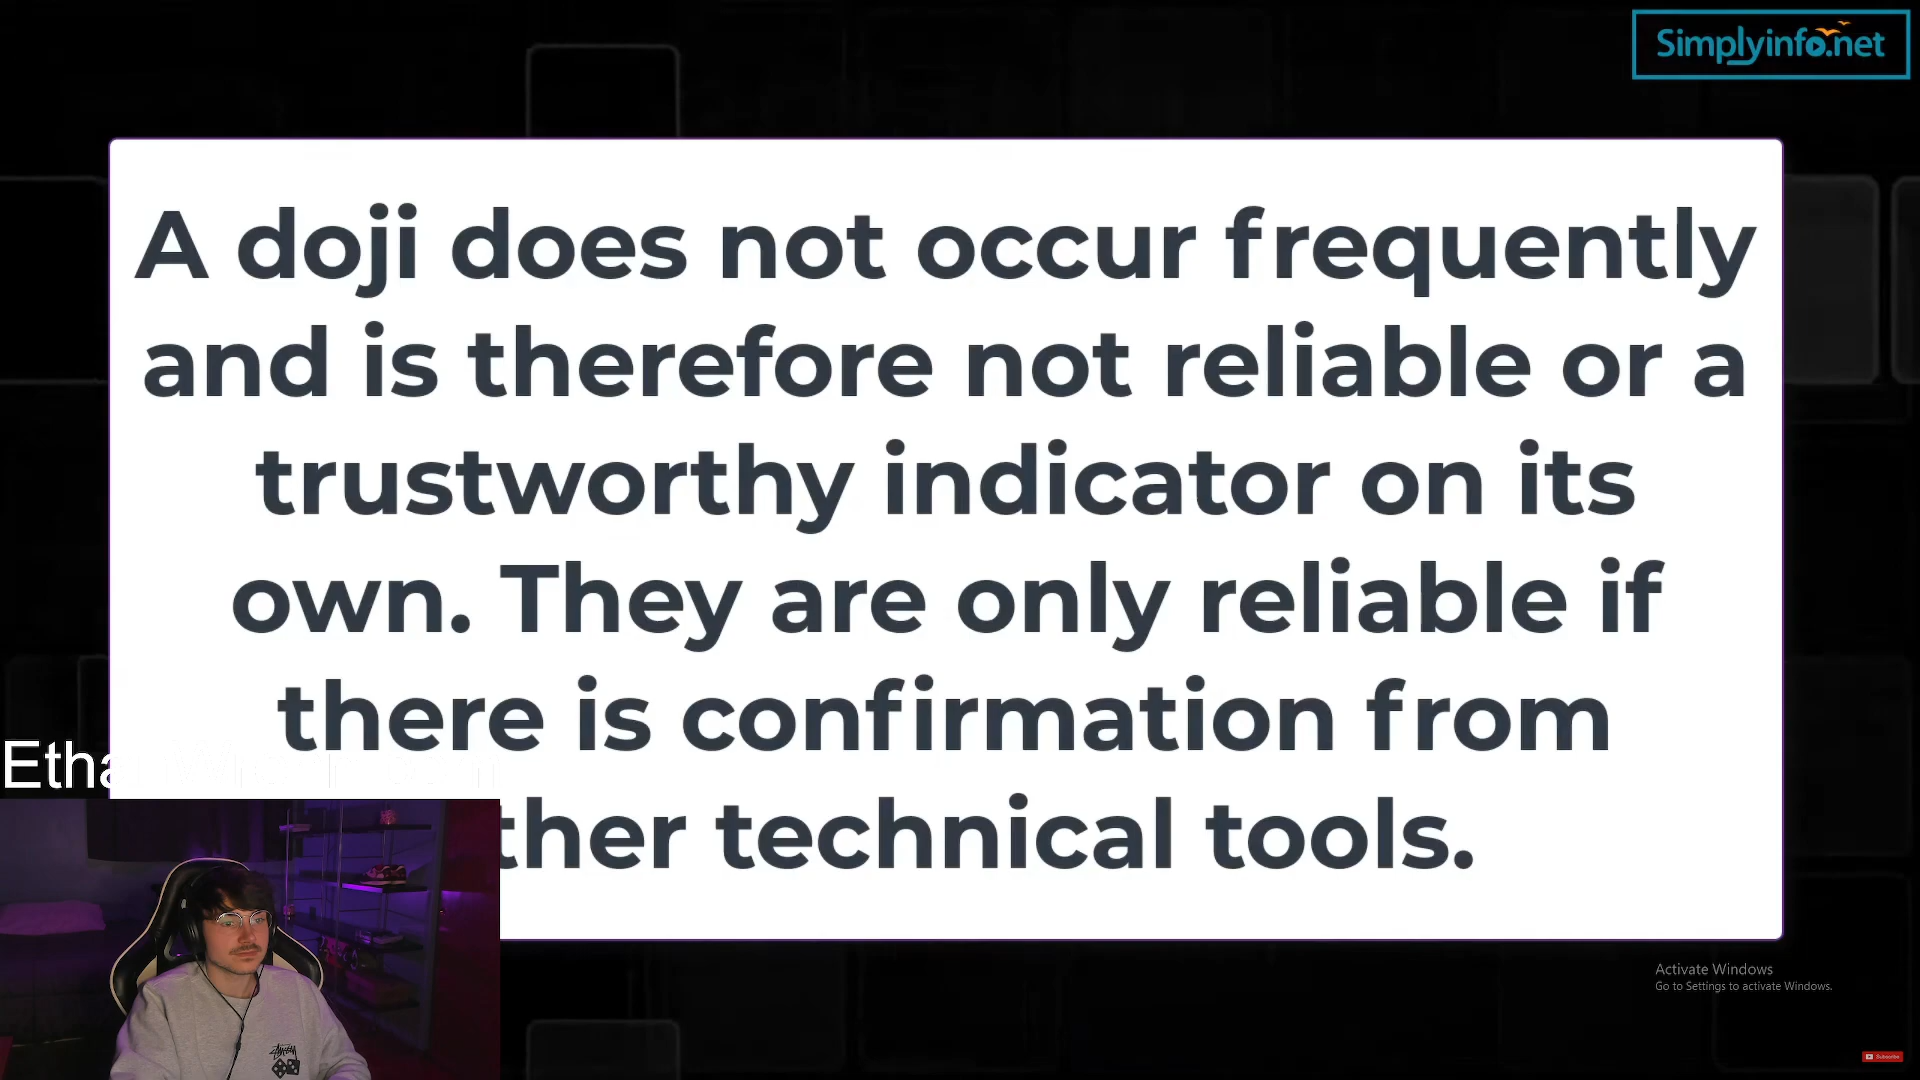 Simplyinfo.net
A doji does not occur frequently
and is therefore not reliable or a
trustworthy indicator on its
own. They are only reliable if
there is confirmation from
ther technical tools.
Activate Windows
Go to Settings to activate Windows.
Subscribe